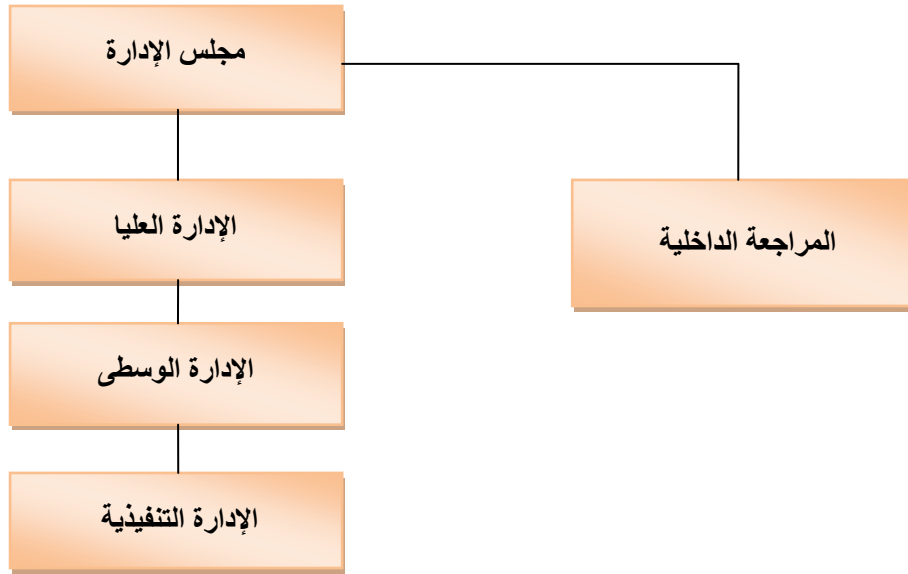 مجلس الإدارة
الإدارة العليا
المراجعة الداخلية
الإدارة الوسطى
الإدارة التنفيذية